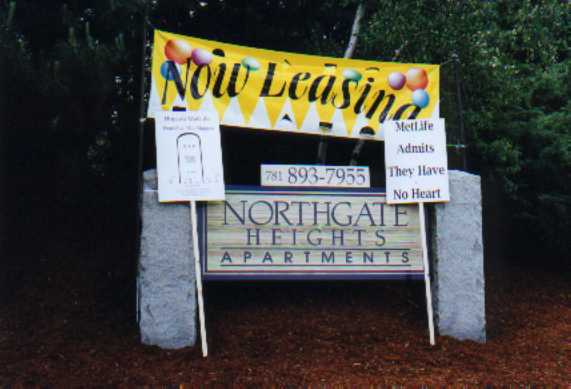 Now Leasing
MetLife
Admits
They Have
No Heart
781 893-7955
NORTHGATE
HEIGHTS
APARTMENTS